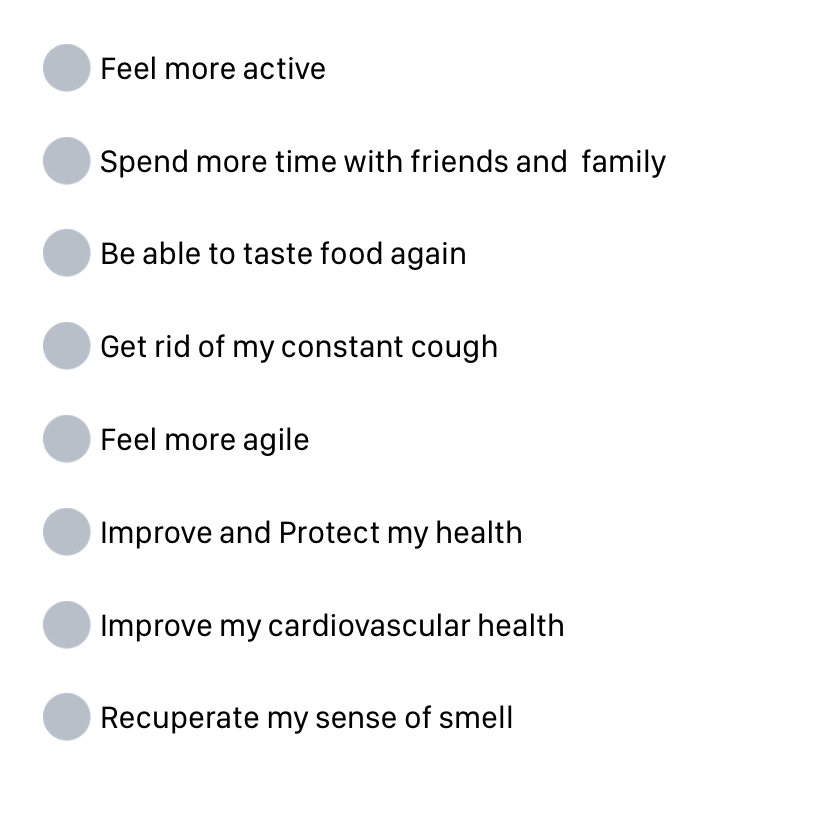 Feel more active
Spend more time with friends and  family
Be able to taste food again
Get rid of my constant cough
Feel more agile
Improve and Protect my health
Improve my cardiovascular health
Recuperate my sense of smell